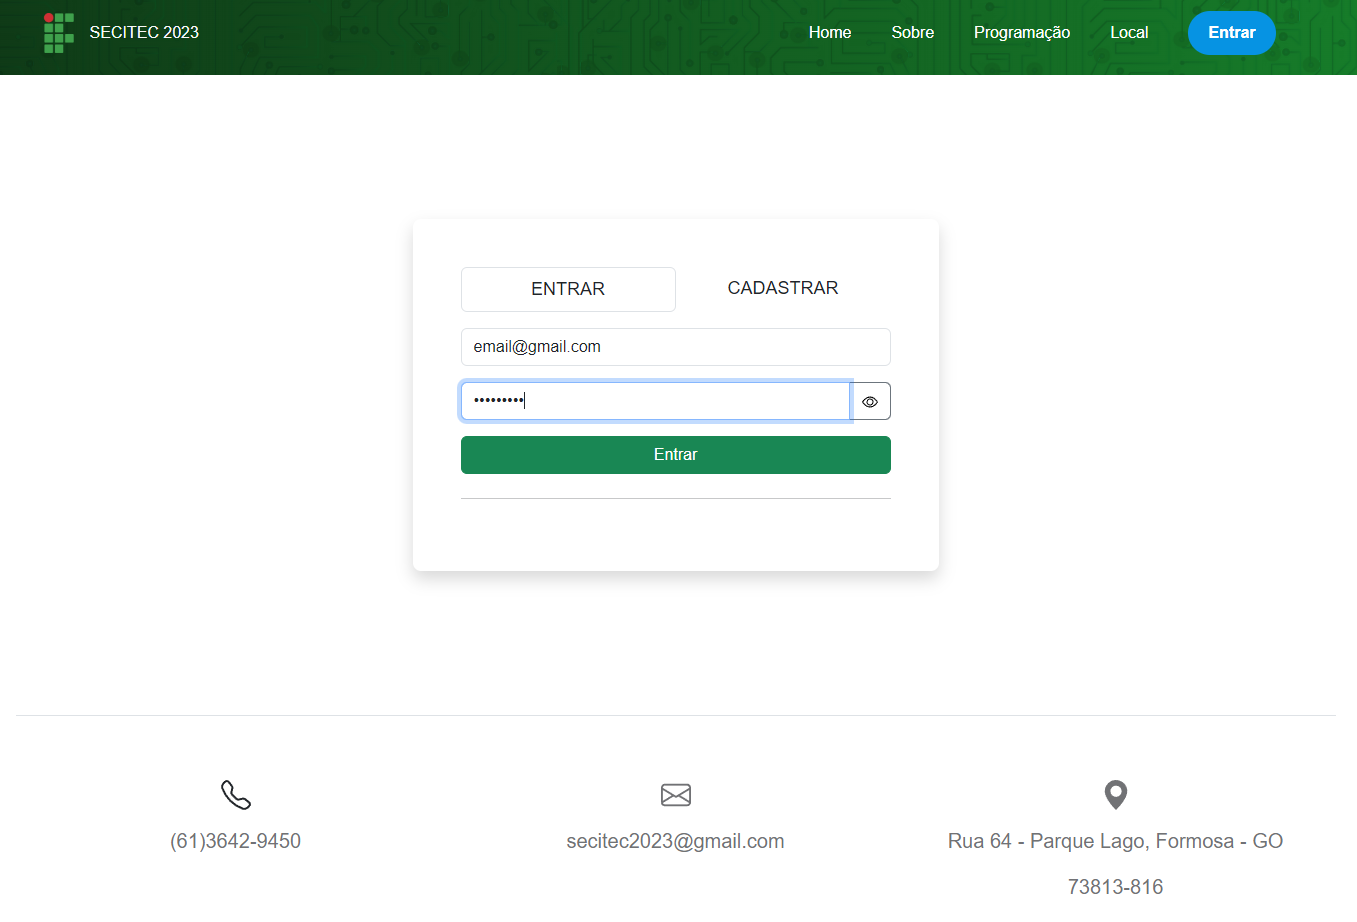 SECITEC 2023
Home Sobre Programação Local Entrar
ENTRAR CADASTRAR
email@gmail.com
•••••••••
Entrar
(61)3642-9450
secitec2023@gmail.com
Rua 64 - Parque Lago, Formosa - GO
73813-816